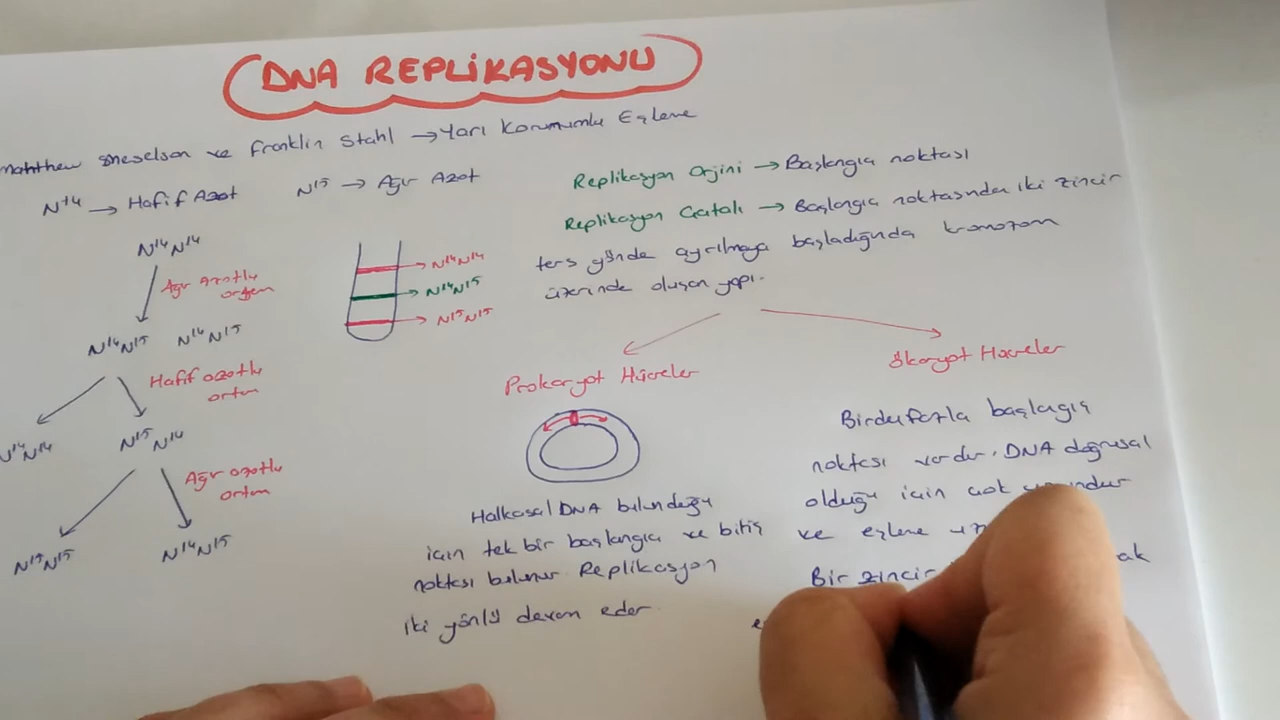 DNA REPLİKASYONU
Mahthew Meselson ve Franklin Stahl → Yarı Korunumlu Eşlene
N14 → Hafif Azot
N15 → Ağır Azot
N14N14
Ağır azotlu
ortam
N14N15 N14N15
Hafif azotlu
ortam
N14N14 N15N14
Ağır azotlu
ortam
N15N15 N14N15
N14N14
N14N15
N15N15
Replikasyon Orjini → Başlangıç noktası
Replikasyon Çatalı → Başlangıç noktasından iki zincir
ters yönde ayrılmaya başladığında kromozom
üzerinde oluşan yapı.
Prokaryot Hücreler
Halkasal DNA bulunduğu
için tek bir başlangıç ve bitiş
noktası bulunur. Replikasyon
iki yönlü devam eder.
Ökaryot Hücreler
Birden fazla başlangıç
noktası vardır. DNA doğrusal
olduğu için çok
ve eşlene
Bir zincir